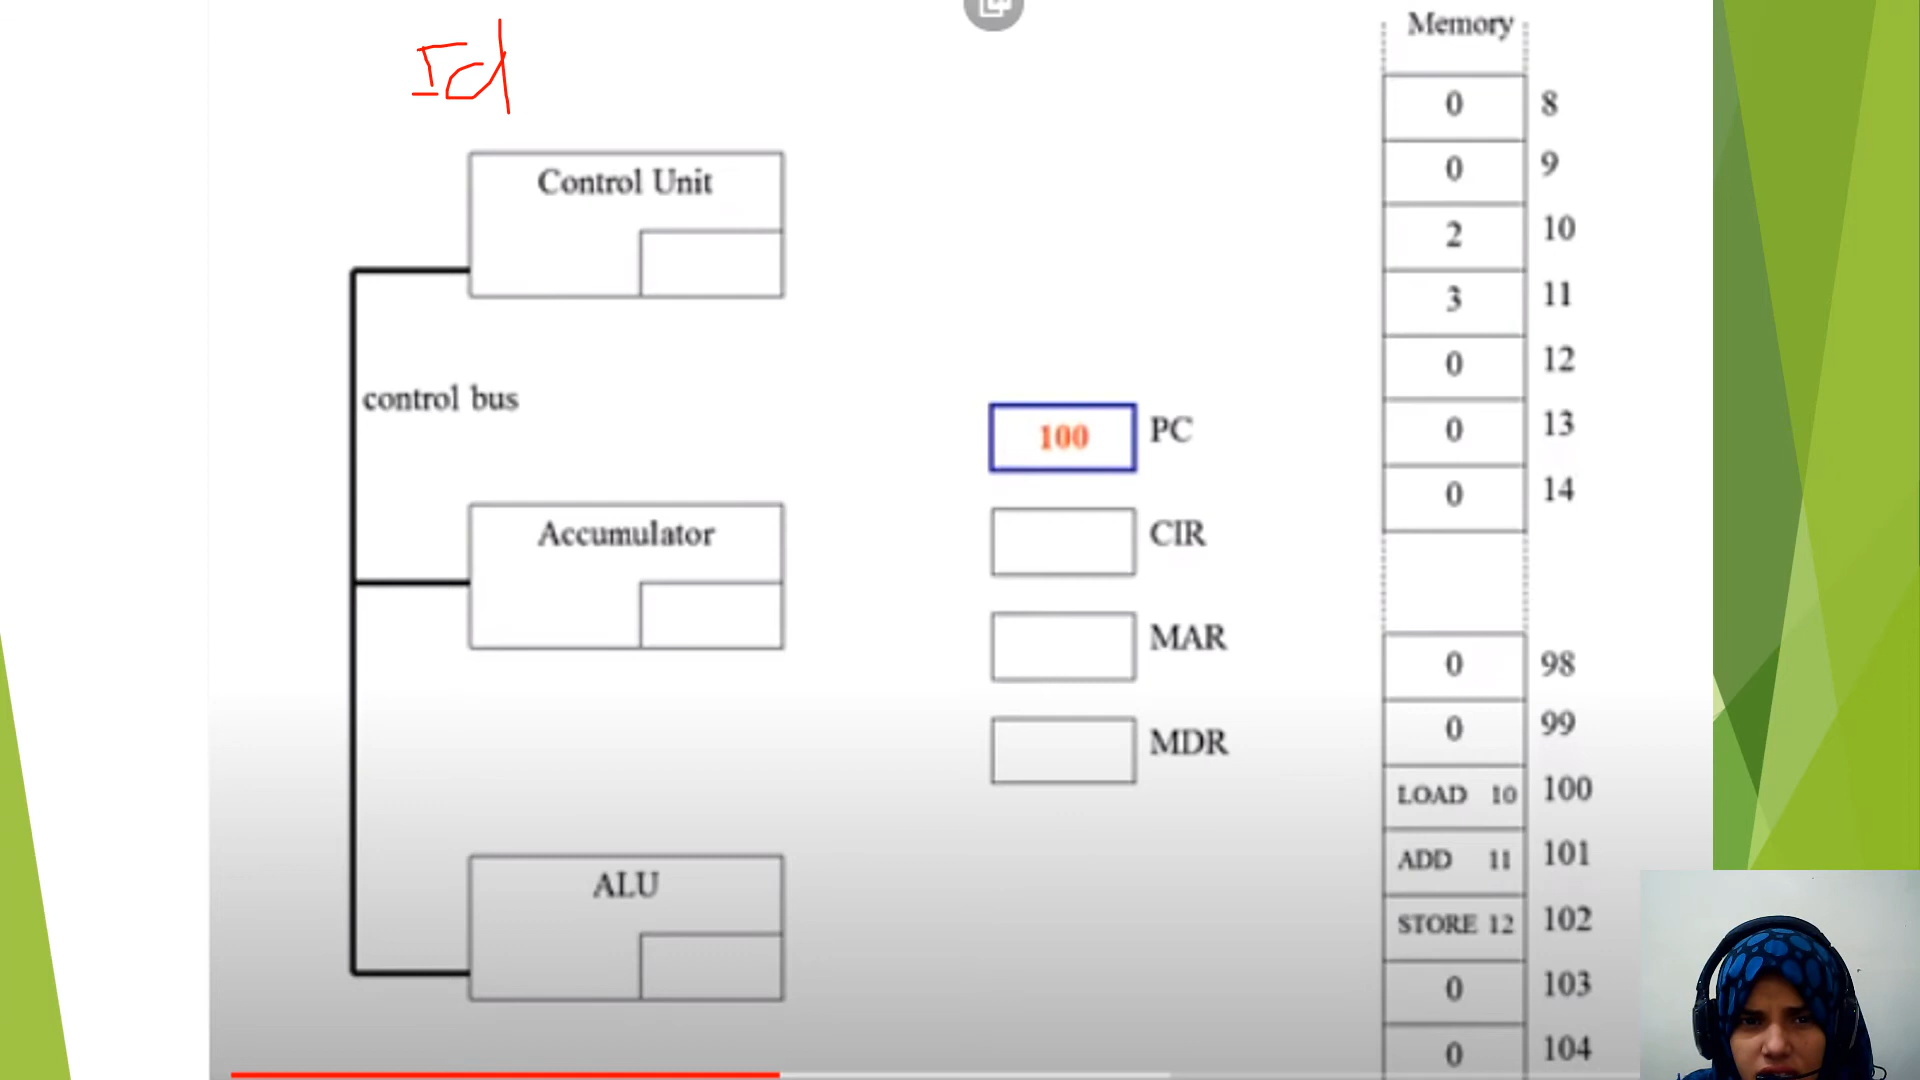 Id
Control Unit
control bus
Accumulator
ALU
100 PC
CIR
MAR
MDR
Memory
0 8
0 9
2 10
3 11
0 12
0 13
0 14
0 98
0 99
LOAD 10 100
ADD 11 101
STORE 12 102
0 103
0 104